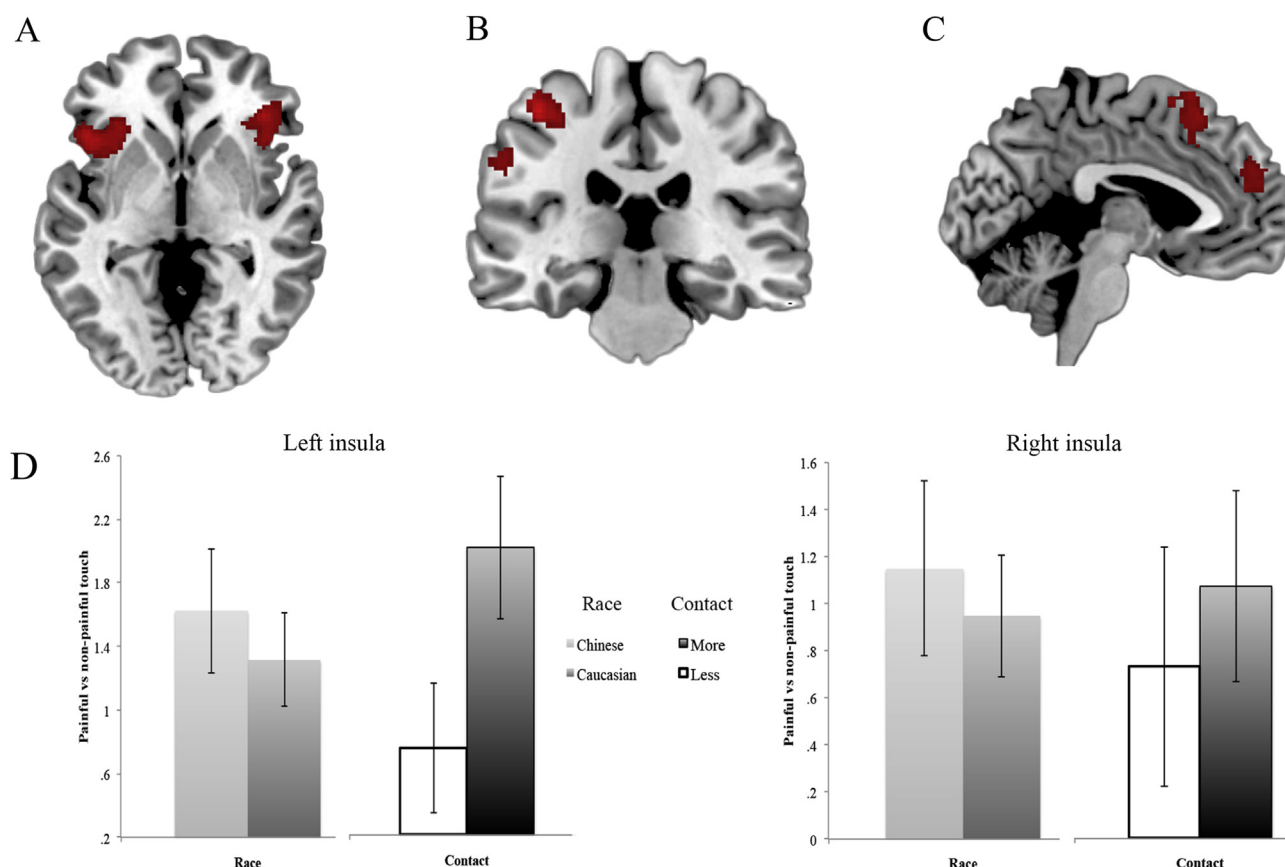 A
B
C
D
Left insula
Painful vs non-painful touch
2.6
2.2
1.8
1.4
1
.6
.2
Race
Contact
Race Contact
Chinese More
Caucasian Less
Right insula
Painful vs non-painful touch
1.6
1.4
1.2
1
.8
.6
.4
.2
0
Race
Contact